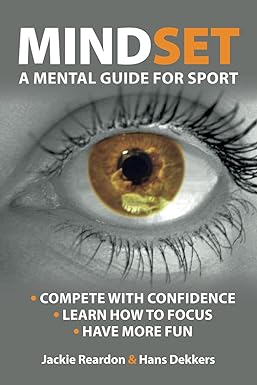 MINDSET
A MENTAL GUIDE FOR SPORT
• COMPETE WITH CONFIDENCE
• LEARN HOW TO FOCUS
• HAVE MORE FUN
Jackie Reardon & Hans Dekkers